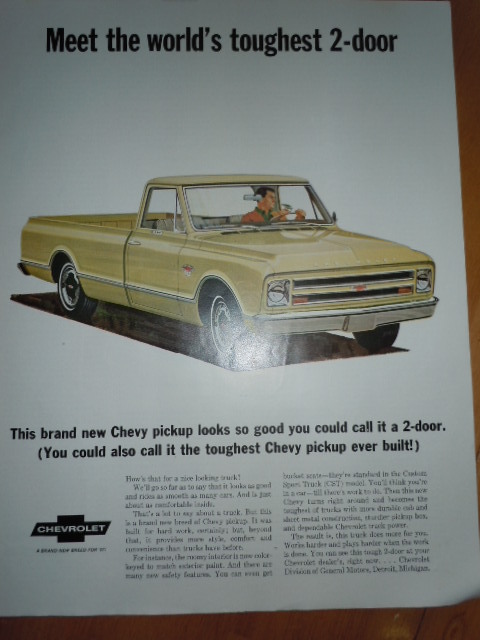 Meet the world's toughest 2-door
This brand new Chevy pickup looks so good you could call it a 2-door.
(You could also call it the toughest Chevy pickup ever built!)
How's that for a nice looking truck!
We'll go so far as to say that it looks as good
and rides as smooth as many cars. And is just
about as comfortable inside.
That's a lot to say about a truck. But this
is a brand new breed of Chevy pickup. It was
built for hard work, certainly; but, beyond
that, it provides more style, comfort and
convenience than trucks have before.
For instance, the roomy interior is now color-
keyed to match exterior paint. And there are
many new safety features. You can even get
bucket seats—they're standard in the Custom
Sport Truck (CST) model. You'll think you're
in a car—till there's work to do. Then this new
Chevy turns right around and becomes the
toughest of trucks with more durable cab and
sheet metal construction, sturdier pickup box,
and dependable Chevrolet truck power.
The result is, this truck does more for you.
Works harder and plays harder when the work
is done. You can see this tough 2-door at your
Chevrolet dealer's, right now. . . . Chevrolet
Division of General Motors, Detroit, Michigan.
CHEVROLET
A BRAND NEW BREED FOR '67